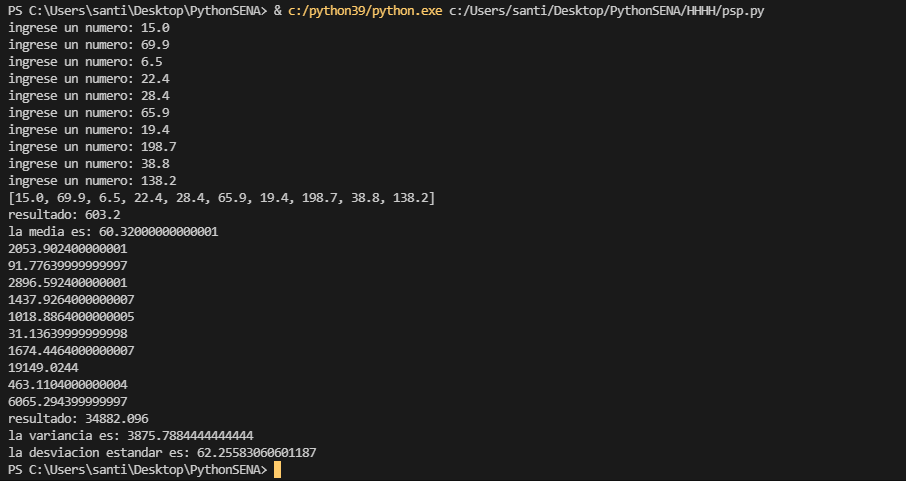 PS C:\Users\santi\Desktop\PythonSENA> & c:/python39/python.exe c:/Users/santi/Desktop/PythonSENA/HHHH/psp.py
ingrese un numero: 15.0
ingrese un numero: 69.9
ingrese un numero: 6.5
ingrese un numero: 22.4
ingrese un numero: 28.4
ingrese un numero: 65.9
ingrese un numero: 19.4
ingrese un numero: 198.7
ingrese un numero: 38.8
ingrese un numero: 138.2
[15.0, 69.9, 6.5, 22.4, 28.4, 65.9, 19.4, 198.7, 38.8, 138.2]
resultado: 603.2
la media es: 60.32000000000001
2053.902400000001
91.77639999999997
2896.592400000001
1437.9264000000007
1018.8864000000005
31.13639999999998
1674.4464000000007
19149.0244
463.1104000000004
6065.294399999997
resultado: 34882.096
la variancia es: 3875.7884444444444
la desviacion estandar es: 62.25583060601187
PS C:\Users\santi\Desktop\PythonSENA>